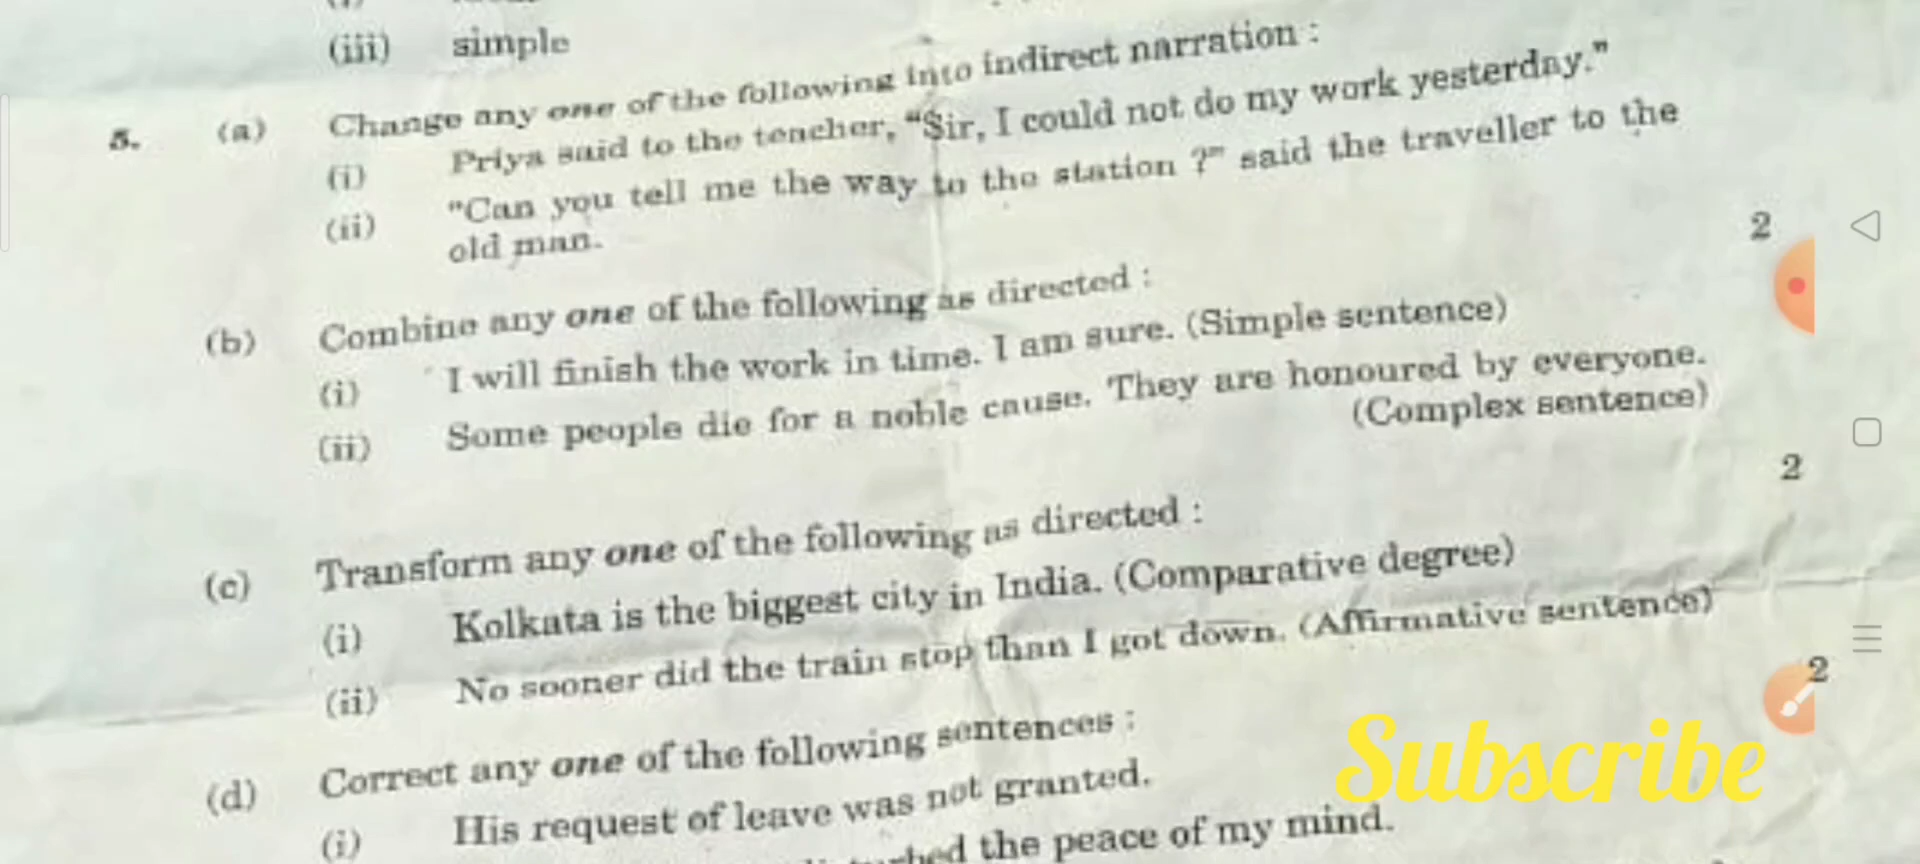 (iii) simple
5. (a) Change any one of the following into indirect narration :
(i) Priya said to the teacher, "Sir, I could not do my work yesterday."
(ii) "Can you tell me the way to the station ?" said the traveller to the
old man.
2
(b) Combine any one of the following as directed :
(i) I will finish the work in time. I am sure. (Simple sentence)
(ii) Some people die for a noble cause. They are honoured by everyone.
(Complex sentence)
2
(c) Transform any one of the following as directed :
(i) Kolkata is the biggest city in India. (Comparative degree)
(ii) No sooner did the train stop than I got down. (Affirmative sentence)
2
(d) Correct any one of the following sentences :
Subscribe
(i) His request of leave was not granted.
the peace of my mind.